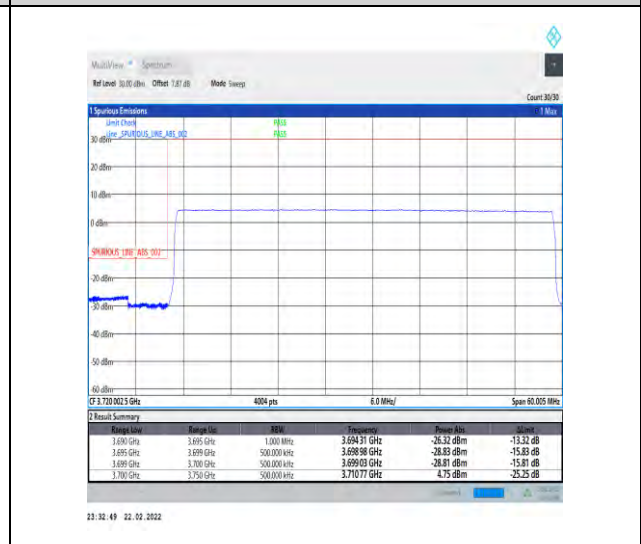 MultiView Spectrum
Ref Level 30.00 dBm Offset 7.87 dB Mode Sweep
Count 30/30
1 Spurious Emissions 1 Max
Limit Check PASS
Line _SPURIOUS_LINE_ABS_002 PASS
30 dBm
20 dBm
10 dBm
0 dBm
SPURIOUS_LINE_ABS_002
-20 dBm
-30 dBm
-40 dBm
-50 dBm
-60 dBm
CF 3.720 002 5 GHz 4004 pts 6.0 MHz/ Span 60.005 MHz
2 Result Summary
Range Low Range Up RBW Frequency Power Abs ΔLimit
3.690 GHz 3.695 GHz 1.000 MHz 3.694 31 GHz -26.32 dBm -13.32 dB
3.695 GHz 3.699 GHz 500.000 kHz 3.698 98 GHz -28.83 dBm -15.83 dB
3.699 GHz 3.700 GHz 500.000 kHz 3.699 03 GHz -28.81 dBm -15.81 dB
3.700 GHz 3.750 GHz 500.000 kHz 3.710 77 GHz 4.75 dBm -25.25 dB
23:32:49 22.02.2022